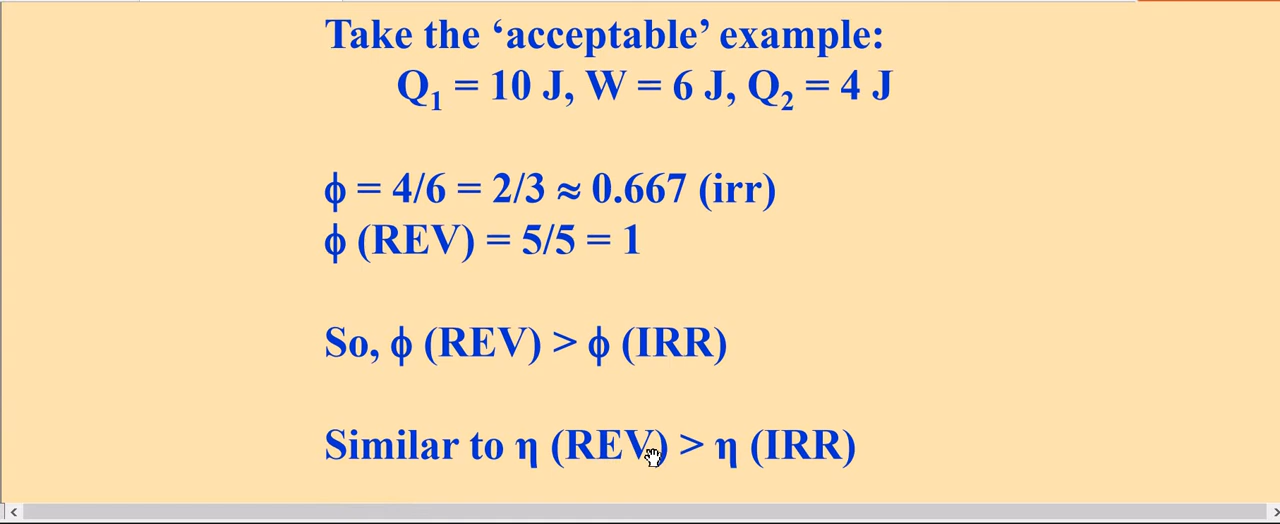 Take the ‘acceptable’ example:
Q₁ = 10 J, W = 6 J, Q₂ = 4 J
ϕ = 4/6 = 2/3 ≈ 0.667 (irr)
ϕ (REV) = 5/5 = 1
So, ϕ (REV) > ϕ (IRR)
Similar to η (REV) > η (IRR)